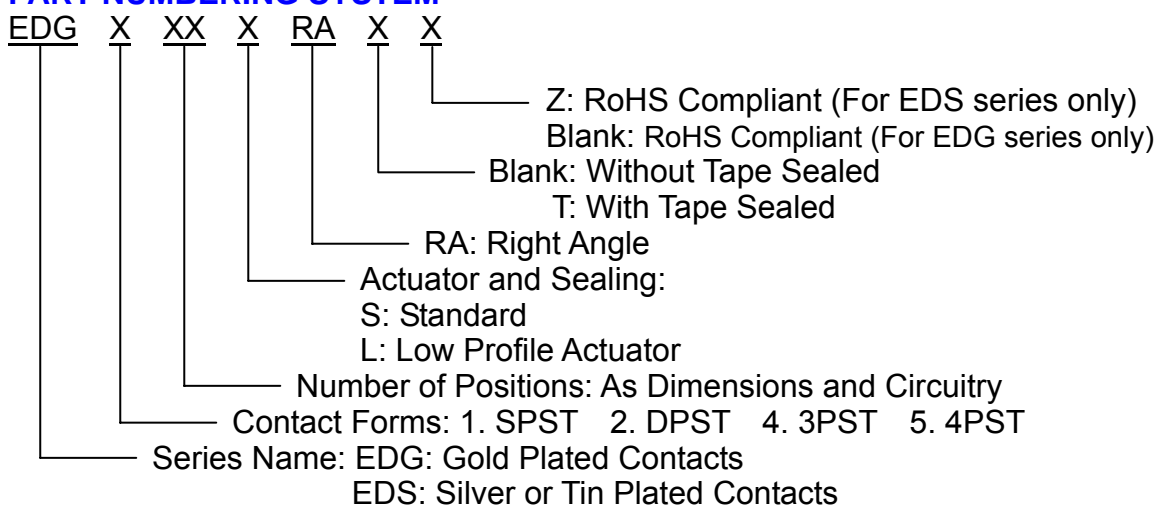 EDG X XX X RA X X
Z: RoHS Compliant (For EDS series only)
Blank: RoHS Compliant (For EDG series only)
Blank: Without Tape Sealed
T: With Tape Sealed
RA: Right Angle
Actuator and Sealing:
S: Standard
L: Low Profile Actuator
Number of Positions: As Dimensions and Circuitry
Contact Forms: 1. SPST 2. DPST 4. 3PST 5. 4PST
Series Name: EDG: Gold Plated Contacts
EDS: Silver or Tin Plated Contacts